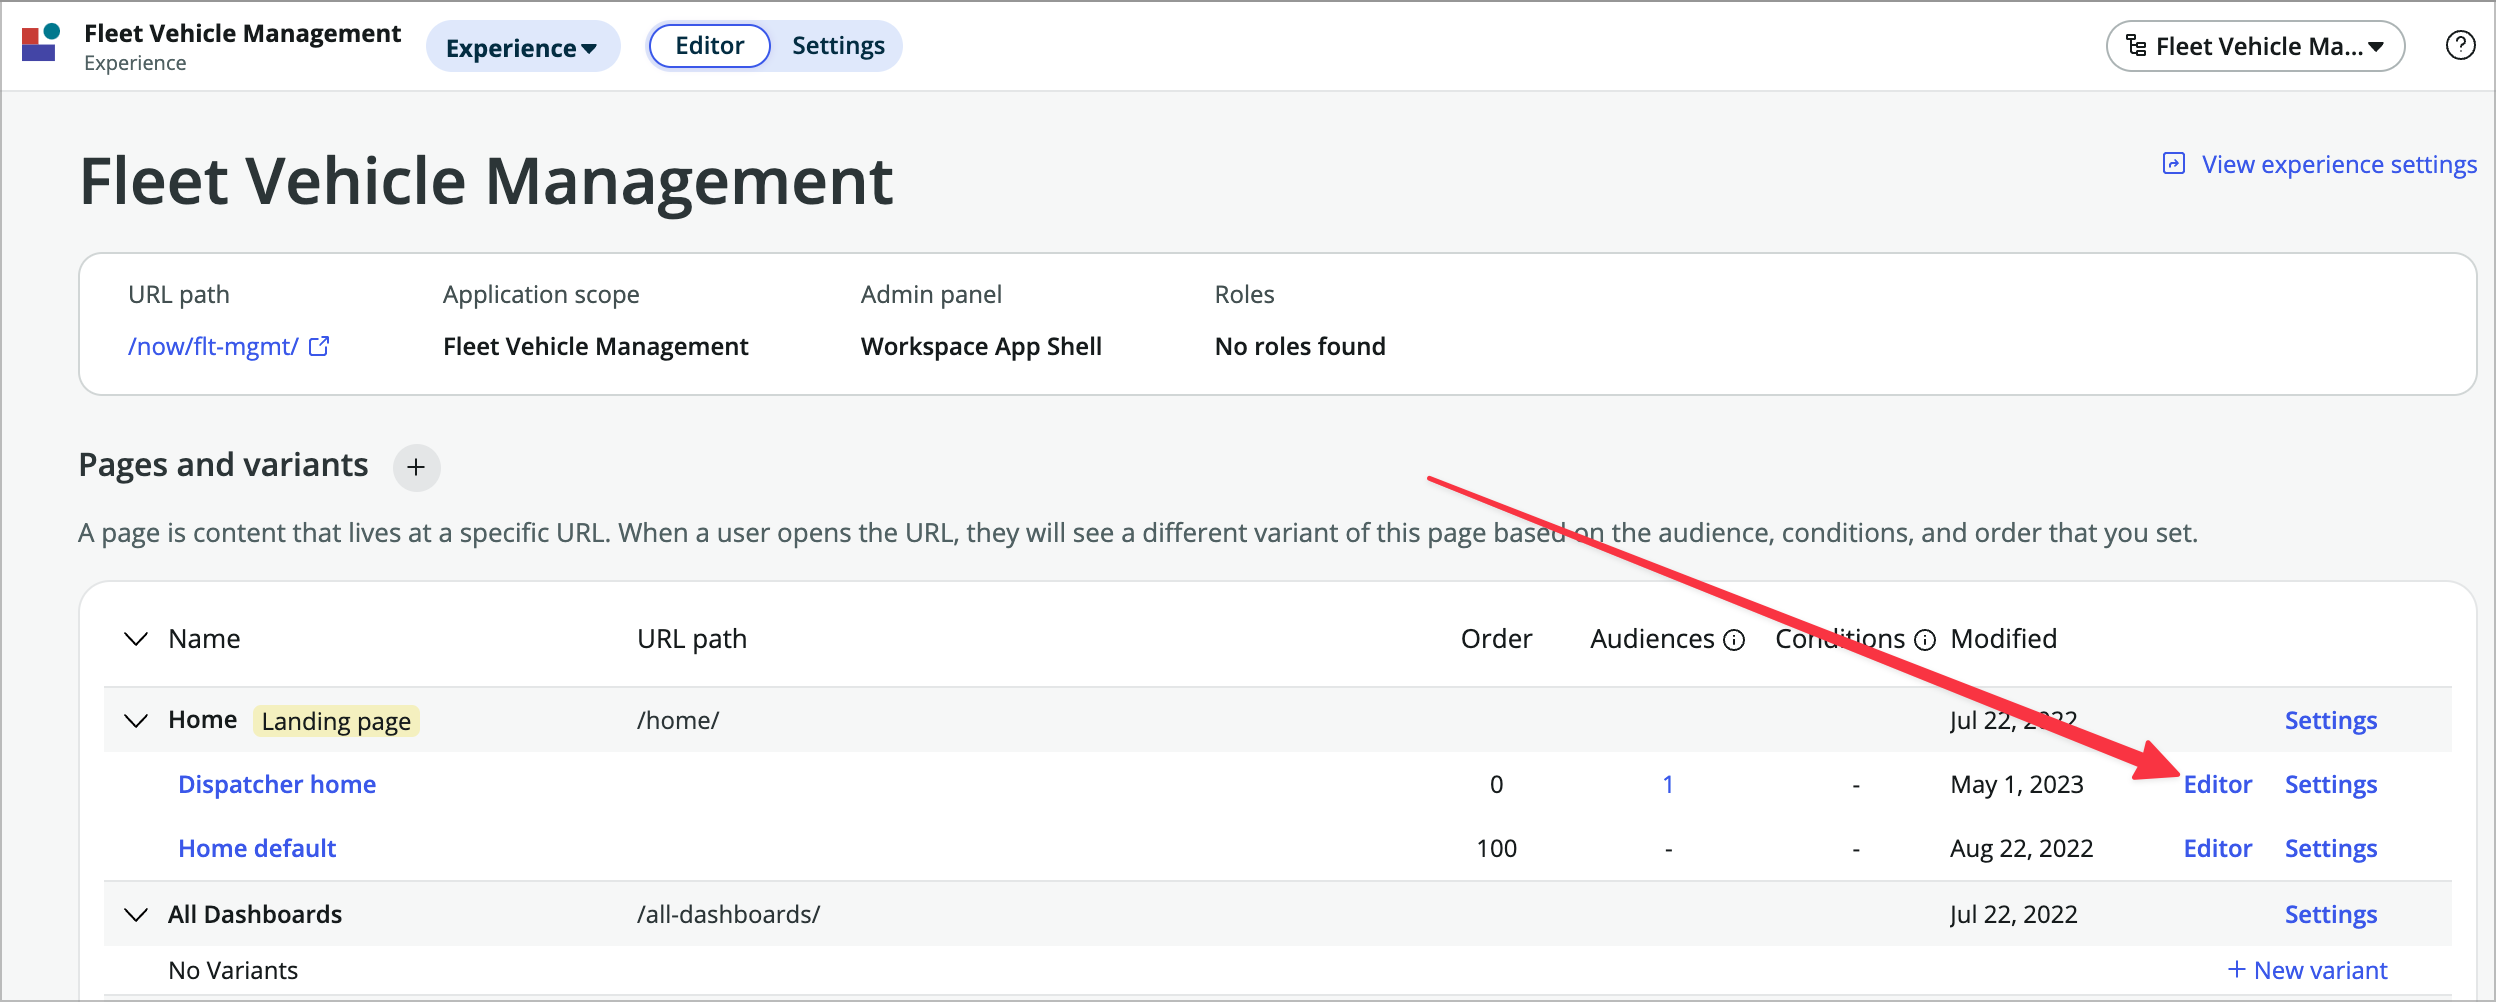 Fleet Vehicle Management
Experience
Experience
Editor
Settings
Fleet Vehicle Ma...
Fleet Vehicle Management
View experience settings
URL path
Application scope
Admin panel
Roles
/now/flt-mgmt/
Fleet Vehicle Management
Workspace App Shell
No roles found
Pages and variants
A page is content that lives at a specific URL. When a user opens the URL, they will see a different variant of this page based on the audience, conditions, and order that you set.
Name URL path Order Audiences Conditions Modified
Home Landing page /home/ Jul 22, 2022 Settings
Dispatcher home 0 1 - May 1, 2023 Editor Settings
Home default 100 - - Aug 22, 2022 Editor Settings
All Dashboards /all-dashboards/ Jul 22, 2022 Settings
No Variants + New variant